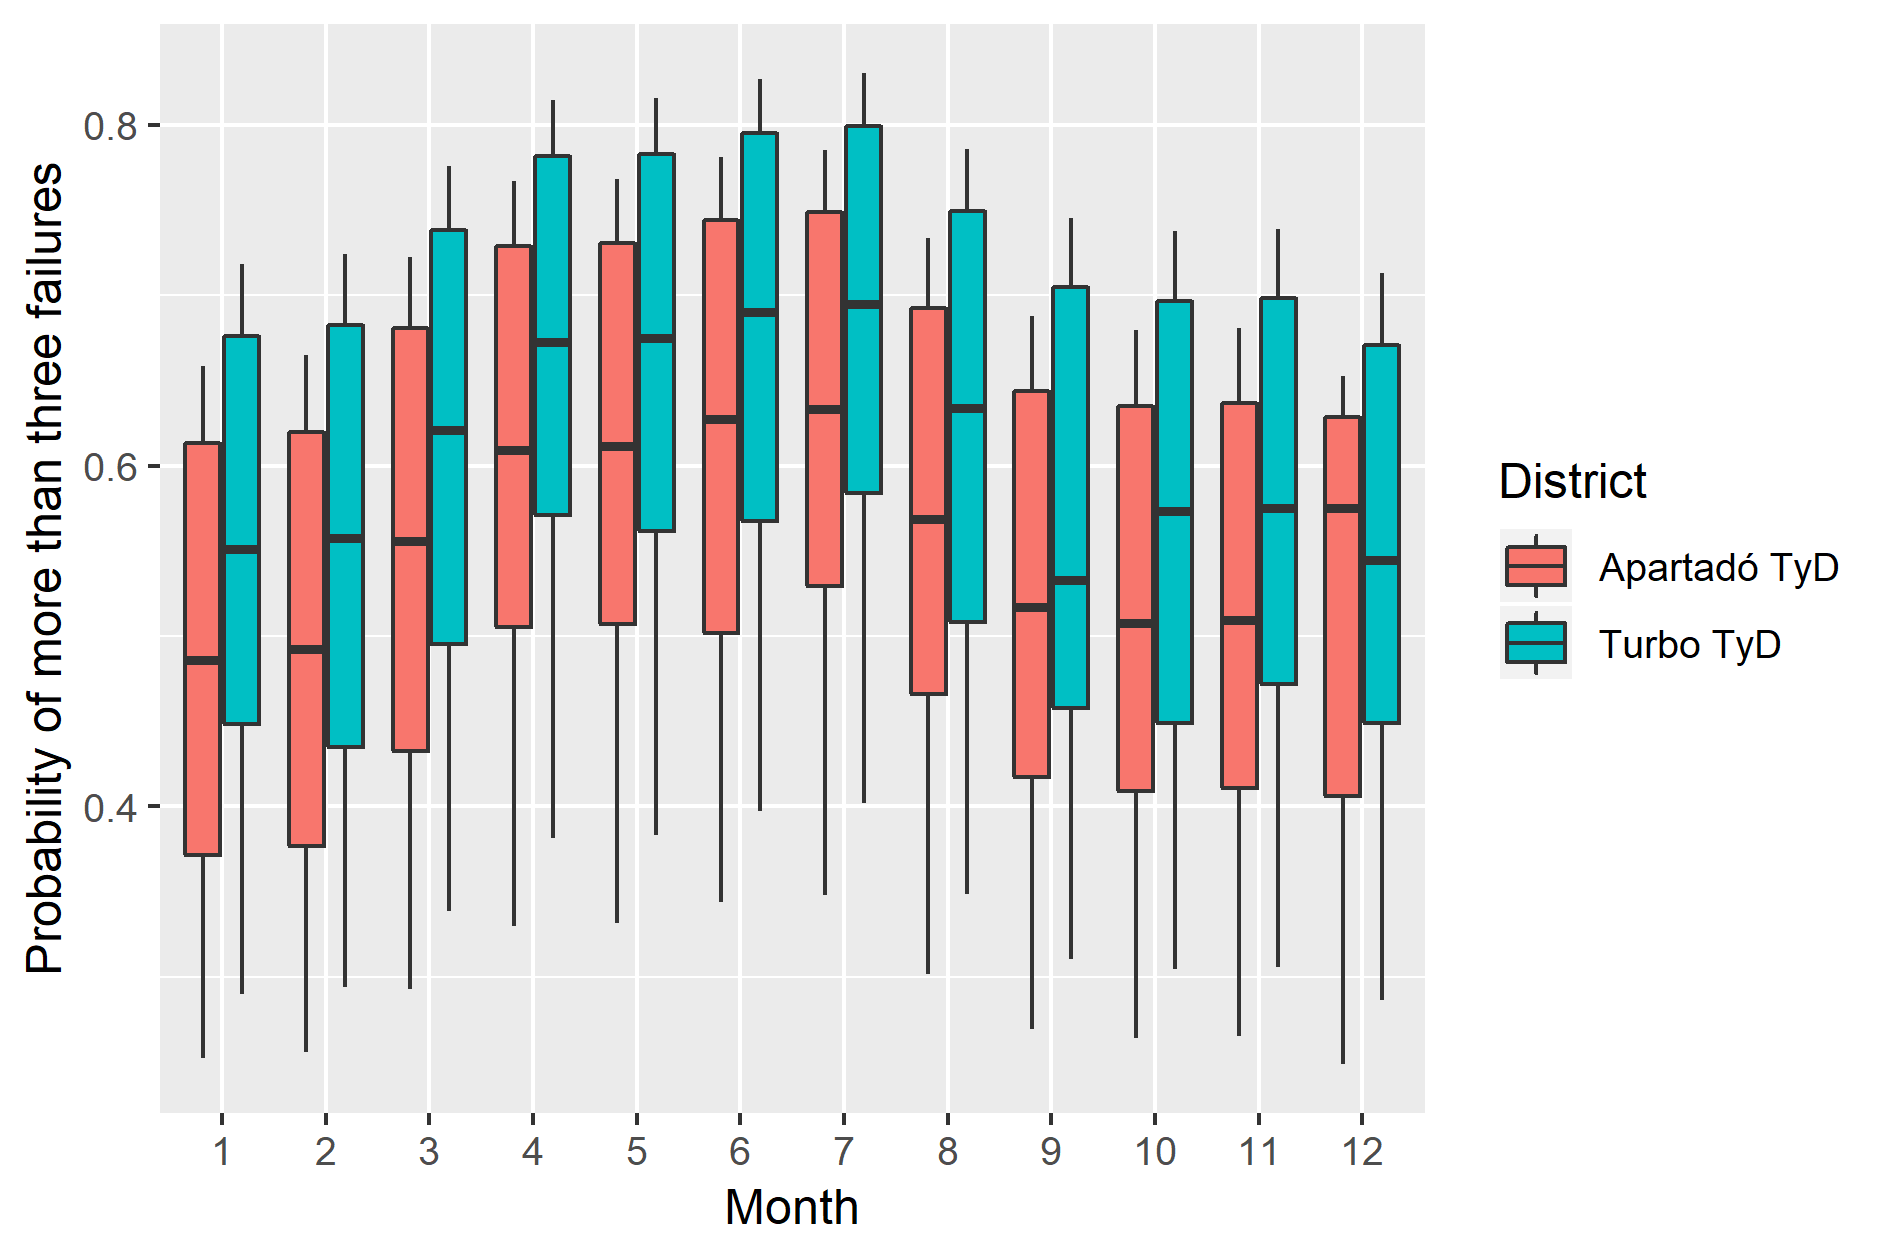 Probability of more than three failures
0.8
0.6
0.4
1 2 3 4 5 6 7 8 9 10 11 12
Month
District
Apartadó TyD
Turbo TyD